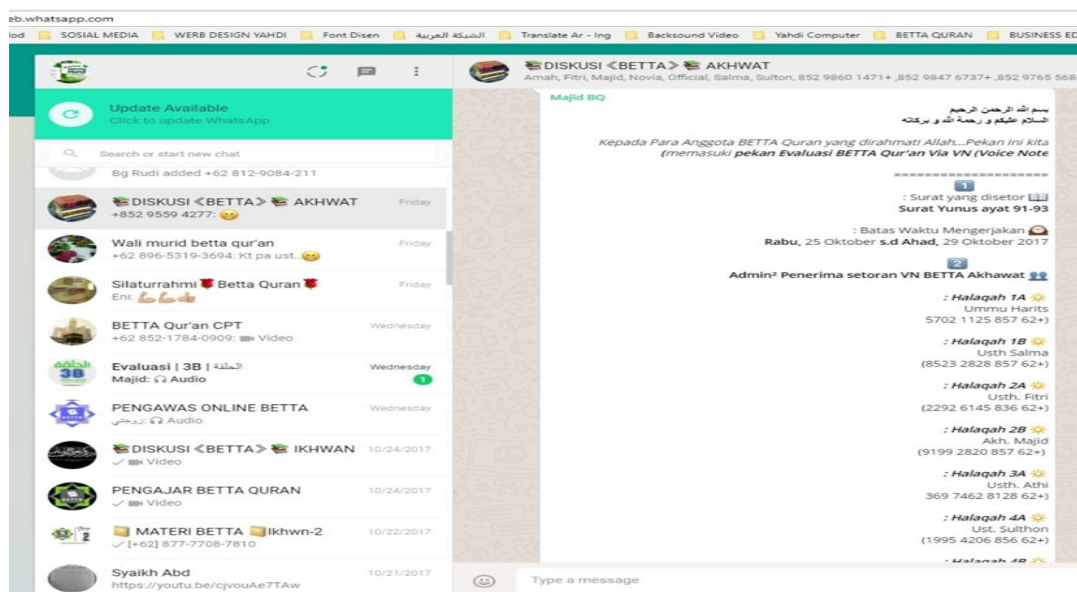 eb.whatsapp.com
SOSIAL MEDIA WERB DESIGN YAHDI Font Disen الشبكة العربية Translate Ar - Ing Backsound Video Yahdi Computer BETTA QURAN BUSINESS ED
Update Available
Click to update WhatsApp
Search or start new chat
Bg Rudi added +62 812-9084-211
📚DISKUSI《BETTA》📚 AKHWAT Friday
+852 9559 4277: 😄
Wali murid betta qur'an Friday
+62 896-5319-3694: Kt pa ust..😄
Silaturrahmi🌹Betta Quran🌹 Friday
Eni: 💪💪👍
BETTA Qur'an CPT Wednesday
+62 852-1784-0909: Video
Evaluasi | 3B | الحلقة Wednesday
Majid: Audio 1
PENGAWAS ONLINE BETTA Wednesday
زوجتي: Audio
📚DISKUSI《BETTA》📚 IKHWAN 10/24/2017
Video
PENGAJAR BETTA QURAN 10/24/2017
Video
MATERI BETTA Ikhwn-2 10/22/2017
[+62] 877-7708-7810
Syaikh Abd 10/21/2017
https://youtu.be/cjvouAe7TAw
📚DISKUSI《BETTA》📚 AKHWAT
Amah, Fitri, Majid, Novia, Official, Salma, Sulton, 852 9860 1471+ ,852 9847 6737+ ,852 9765 568
Majid BQ
بسم الله الرحمن الرحيم
السلام عليكم و رحمة الله و بركاته
Kepada Para Anggota BETTA Quran yang dirahmati Allah...Pekan ini kita
(memasuki pekan Evaluasi BETTA Qur'an Via VN (Voice Note
====================
1
: Surat yang disetor 📖
Surat Yunus ayat 91-93
: Batas Waktu Mengerjakan 🕰
Rabu, 25 Oktober s.d Ahad, 29 Oktober 2017
2
Admin² Penerima setoran VN BETTA Akhawat 👥
: Halaqah 1A 🔆
Ummu Harits
5702 1125 857 62+)
: Halaqah 1B 🔆
Usth Salma
(8523 2828 857 62+)
: Halaqah 2A 🔆
Usth. Fitri
(2292 6145 836 62+)
: Halaqah 2B 🔆
Akh. Majid
(9199 2820 857 62+)
: Halaqah 3A 🔆
Usth. Athi
369 7462 8128 62+)
: Halaqah 4A 🔆
Ust. Sulthon
(1995 4206 856 62+)
: Halaqah 4B
Type a message